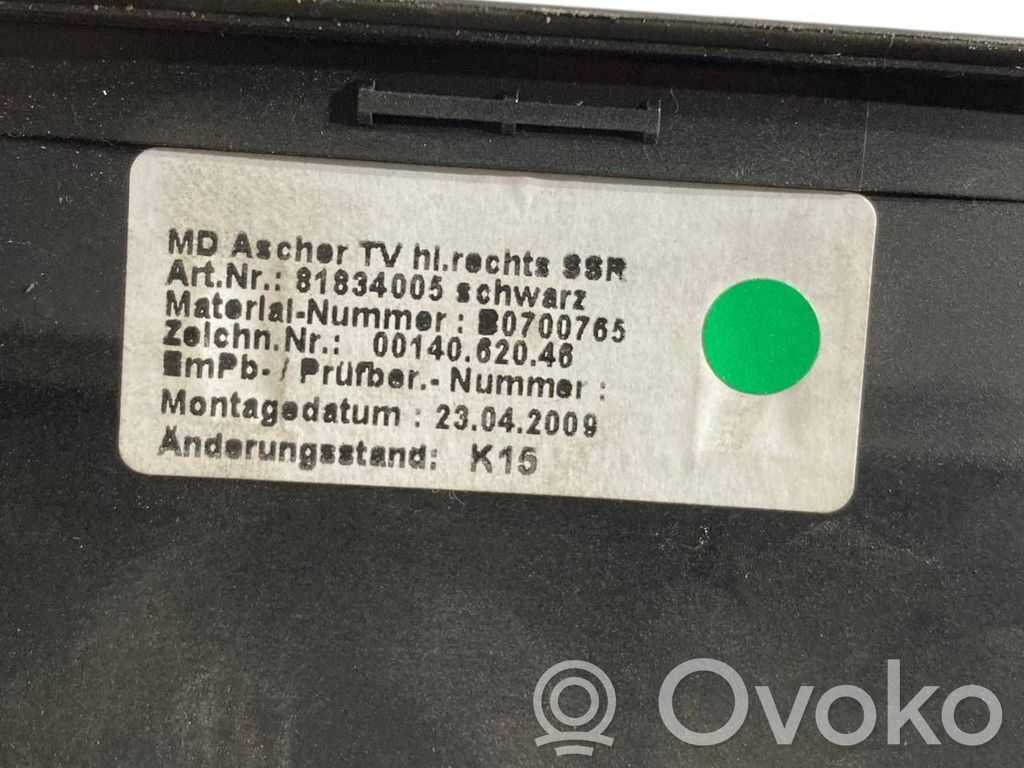 MD Ascher TV hl.rechts SSR
Art.Nr.: 81834005 schwarz
Material-Nummer: B0700765
Zeichn.Nr.: 00140.620.46
EmPb- / Prüfber.- Nummer :
Montagedatum : 23.04.2009
Änderungsstand: K15
Ovoko